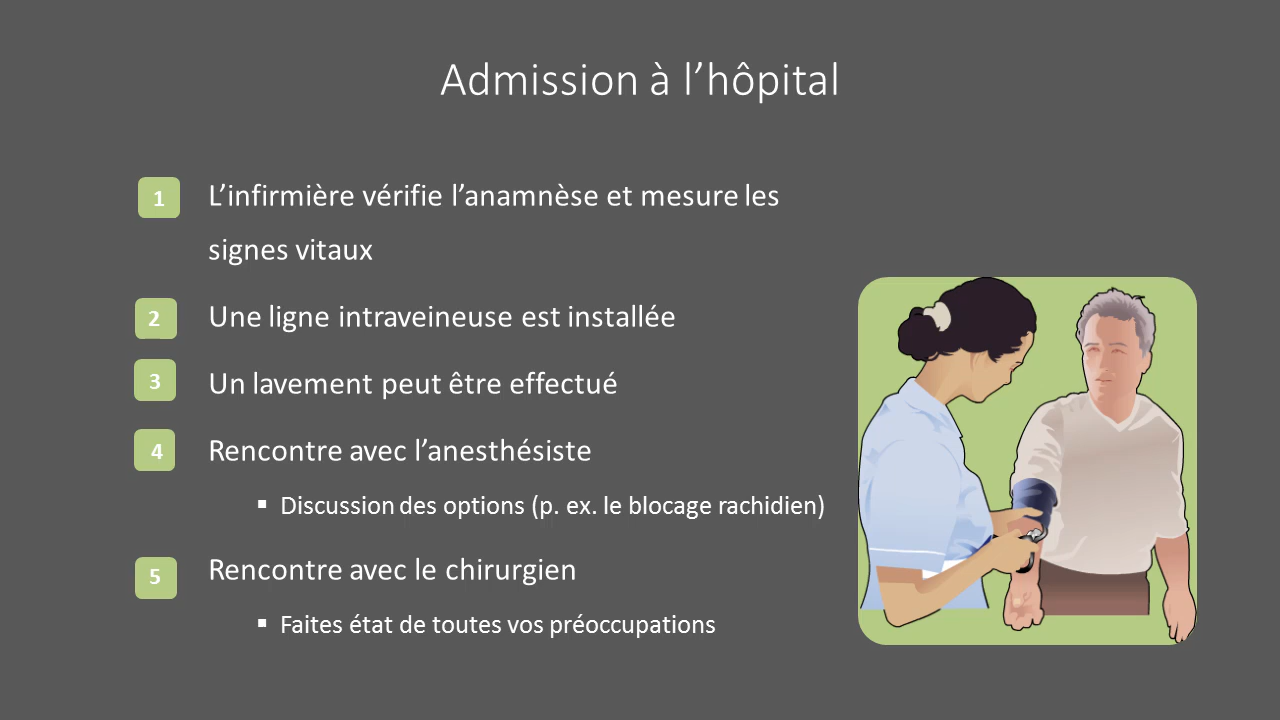 Admission à l’hôpital
1 L’infirmière vérifie l’anamnèse et mesure les
signes vitaux
2 Une ligne intraveineuse est installée
3 Un lavement peut être effectué
4 Rencontre avec l’anesthésiste
▪ Discussion des options (p. ex. le blocage rachidien)
5 Rencontre avec le chirurgien
▪ Faites état de toutes vos préoccupations